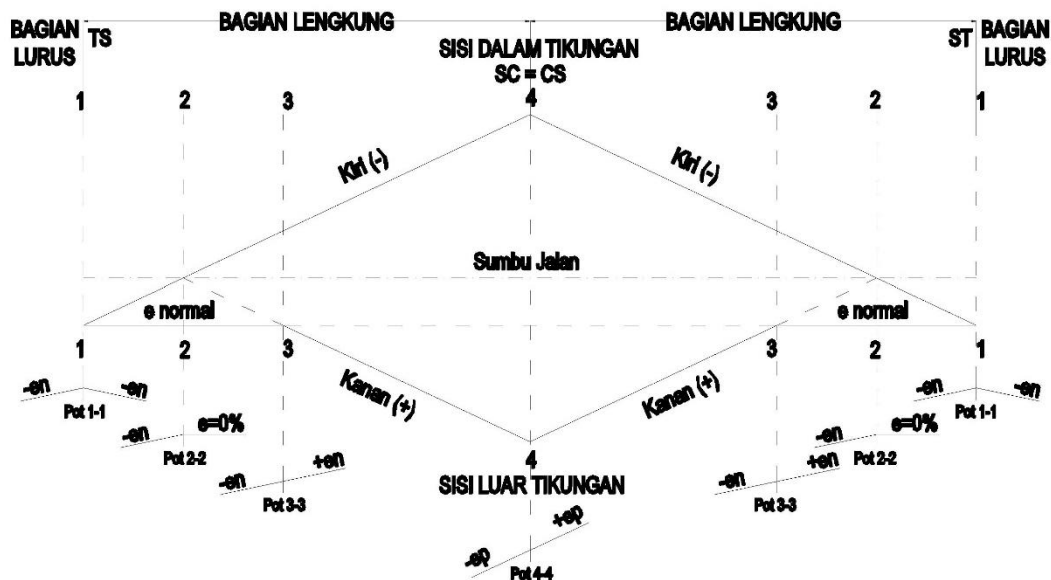 BAGIAN LURUS
TS
BAGIAN LENGKUNG
BAGIAN LENGKUNG
ST
BAGIAN LURUS
SISI DALAM TIKUNGAN
SC = CS
1
2
3
4
3
2
1
Kiri (-)
Kiri (-)
Sumbu Jalan
e normal
e normal
1
2
3
3
2
1
Kanan (+)
Kanan (+)
-en
-en
Pot 1-1
-en
-en
Pot 1-1
-en
e=0%
Pot 2-2
-en
e=0%
Pot 2-2
-en
+en
Pot 3-3
-en
+en
Pot 3-3
4
SISI LUAR TIKUNGAN
-ep
+ep
Pot 4-4